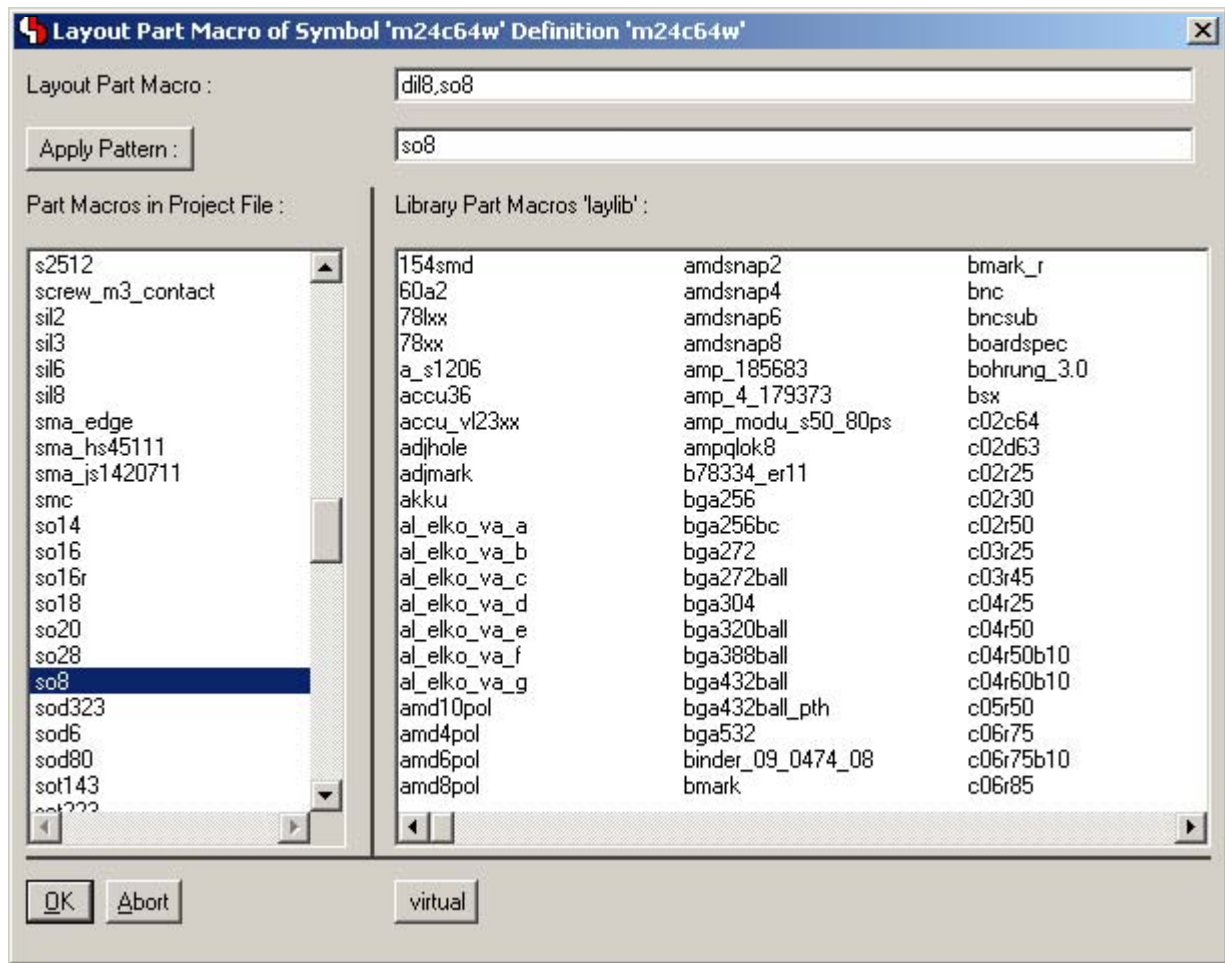 Layout Part Macro of Symbol 'm24c64w' Definition 'm24c64w'
Layout Part Macro :
dil8,so8
Apply Pattern :
so8
Part Macros in Project File :
Library Part Macros 'laylib' :
s2512
screw_m3_contact
sil2
sil3
sil6
sil8
sma_edge
sma_hs45111
sma_js1420711
smc
so14
so16
so16r
so18
so20
so28
so8
sod323
sod6
sod80
sot143
154smd
60a2
78lxx
78xx
a_s1206
accu36
accu_vl23xx
adjhole
adjmark
akku
al_elko_va_a
al_elko_va_b
al_elko_va_c
al_elko_va_d
al_elko_va_e
al_elko_va_f
al_elko_va_g
amd10pol
amd4pol
amd6pol
amd8pol
amdsnap2
amdsnap4
amdsnap6
amdsnap8
amp_185683
amp_4_179373
amp_modu_s50_80ps
ampqlok8
b78334_er11
bga256
bga256bc
bga272
bga272ball
bga304
bga320ball
bga388ball
bga432ball
bga432ball_pth
bga532
binder_09_0474_08
bmark
bmark_r
bnc
bncsub
boardspec
bohrung_3.0
bsx
c02c64
c02d63
c02r25
c02r30
c02r50
c03r25
c03r45
c04r25
c04r50
c04r50b10
c04r60b10
c05r50
c06r75
c06r75b10
c06r85
OK
Abort
virtual